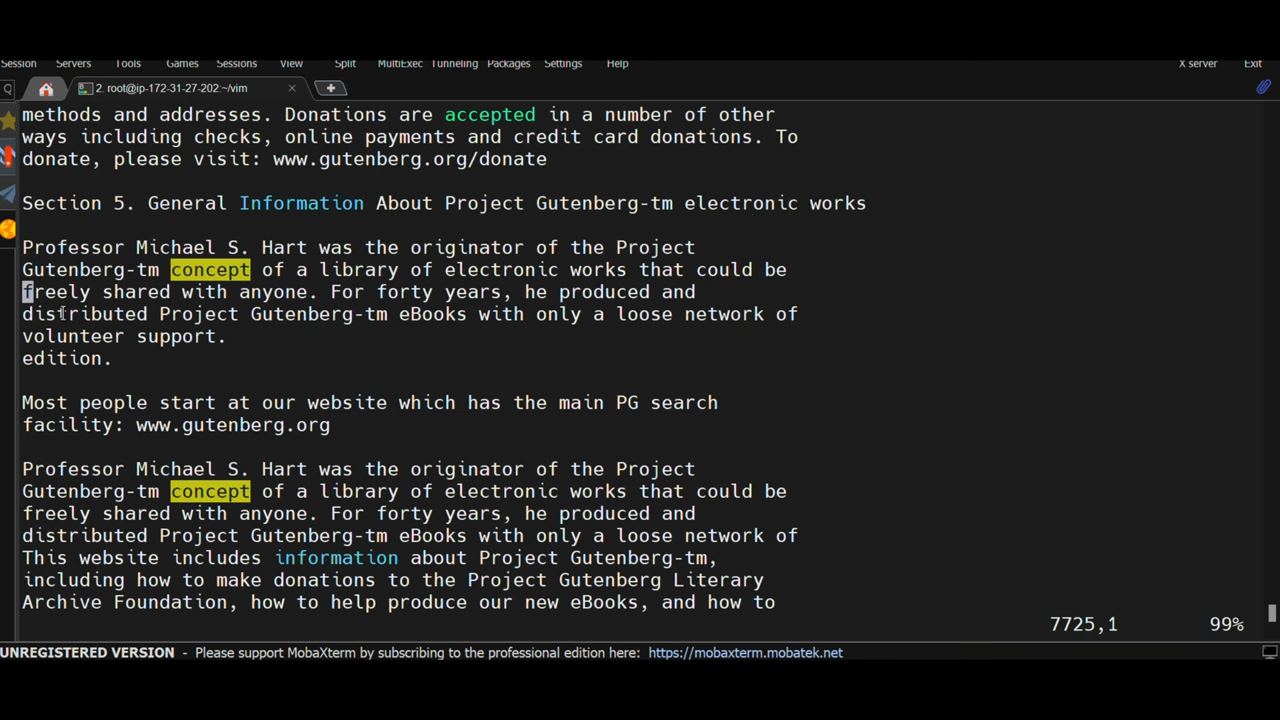 Session Servers Tools Games Sessions View Split MultiExec Tunneling Packages Settings Help X server Exit
2. root@ip-172-31-27-202:~/vim
methods and addresses. Donations are accepted in a number of other
ways including checks, online payments and credit card donations. To
donate, please visit: www.gutenberg.org/donate
Section 5. General Information About Project Gutenberg-tm electronic works
Professor Michael S. Hart was the originator of the Project
Gutenberg-tm concept of a library of electronic works that could be
freely shared with anyone. For forty years, he produced and
distributed Project Gutenberg-tm eBooks with only a loose network of
volunteer support.
edition.
Most people start at our website which has the main PG search
facility: www.gutenberg.org
Professor Michael S. Hart was the originator of the Project
Gutenberg-tm concept of a library of electronic works that could be
freely shared with anyone. For forty years, he produced and
distributed Project Gutenberg-tm eBooks with only a loose network of
This website includes information about Project Gutenberg-tm,
including how to make donations to the Project Gutenberg Literary
Archive Foundation, how to help produce our new eBooks, and how to
7725,1 99%
UNREGISTERED VERSION - Please support MobaXterm by subscribing to the professional edition here: https://mobaxterm.mobatek.net